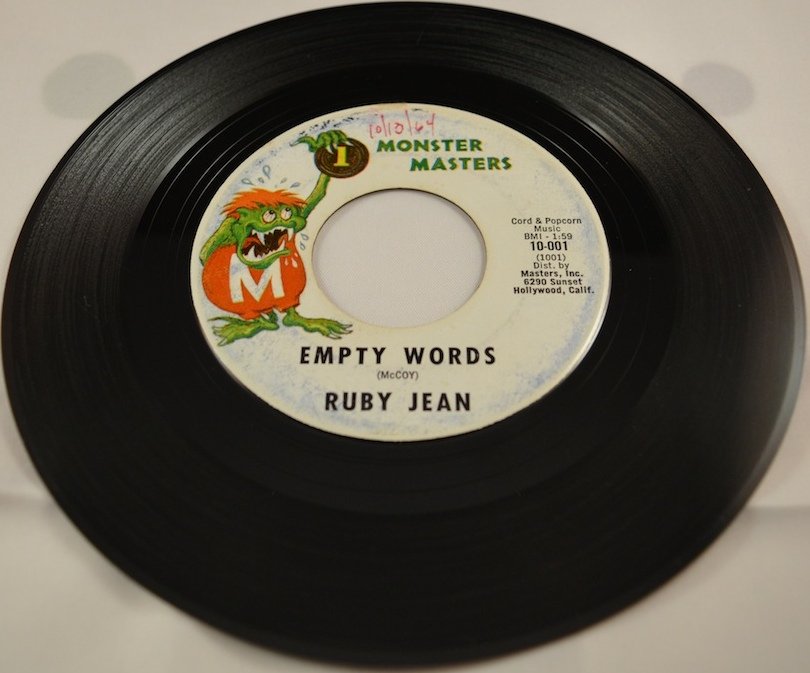 10/13/64
1
MONSTER
MASTERS
M
Cord & Popcorn
Music
BMI - 1:59
10-001
(1001)
Dist. by
Masters, Inc.
6290 Sunset
Hollywood, Calif.
EMPTY WORDS
(McCOY)
RUBY JEAN